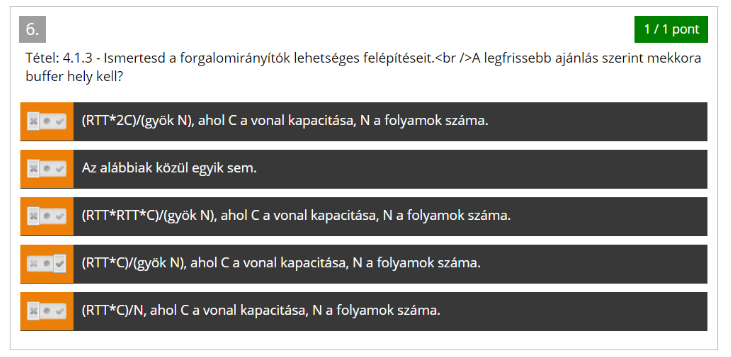 6.
1 / 1 pont
Tétel: 4.1.3 - Ismertesd a forgalomirányítók lehetséges felépítéseit.<br />A legfrissebb ajánlás szerint mekkora
buffer hely kell?
(RTT*2C)/(gyök N), ahol C a vonal kapacitása, N a folyamok száma.
Az alábbiak közül egyik sem.
(RTT*RTT*C)/(gyök N), ahol C a vonal kapacitása, N a folyamok száma.
(RTT*C)/(gyök N), ahol C a vonal kapacitása, N a folyamok száma.
(RTT*C)/N, ahol C a vonal kapacitása, N a folyamok száma.